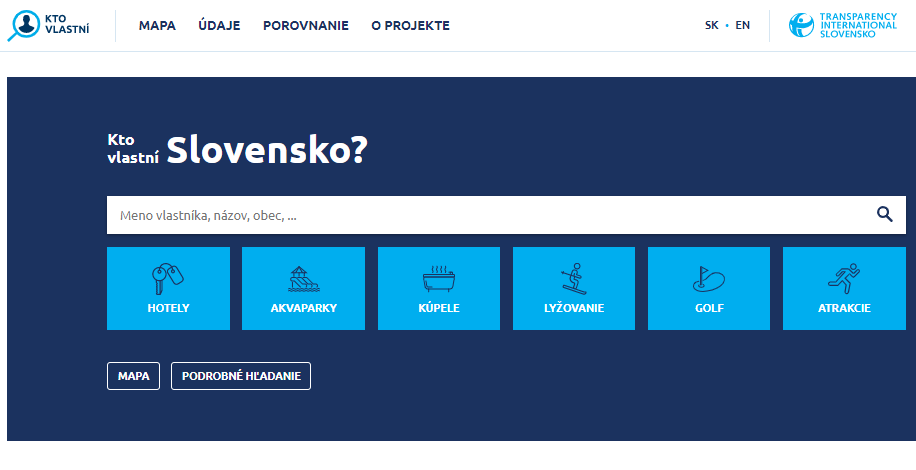 KTO
VLASTNÍ
MAPA ÚDAJE POROVNANIE O PROJEKTE
SK • EN
TRANSPARENCY
INTERNATIONAL
SLOVENSKO
Kto
vlastní
Slovensko?
Meno vlastníka, názov, obec, ...
HOTELY AKVAPARKY KÚPELE LYŽOVANIE GOLF ATRAKCIE
MAPA PODROBNÉ HĽADANIE